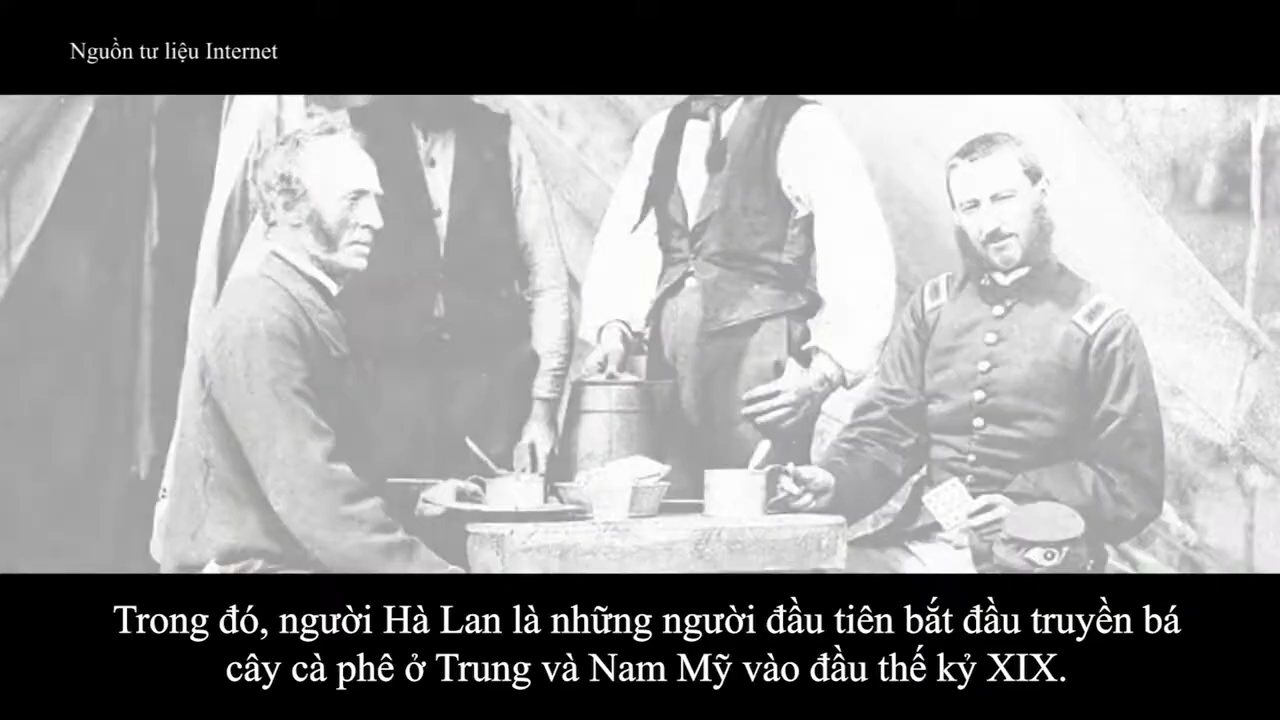 Nguồn tư liệu Internet
Trong đó, người Hà Lan là những người đầu tiên bắt đầu truyền bá
cây cà phê ở Trung và Nam Mỹ vào đầu thế kỷ XIX.